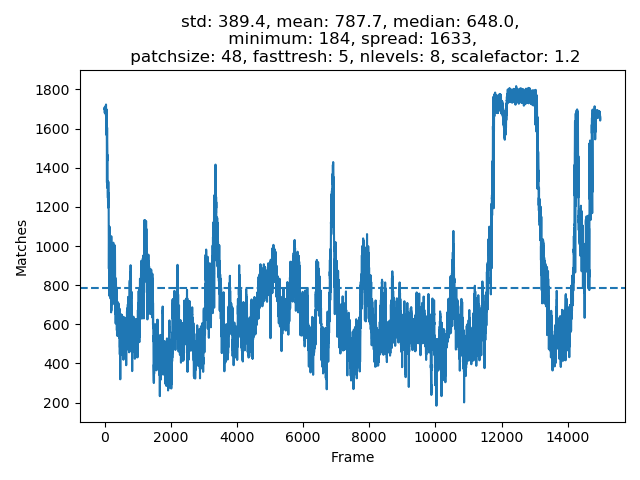 std: 389.4, mean: 787.7, median: 648.0,
minimum: 184, spread: 1633,
patchsize: 48, fasttresh: 5, nlevels: 8, scalefactor: 1.2
1800
1600
1400
1200
1000
800
600
400
200
Matches
0 2000 4000 6000 8000 10000 12000 14000
Frame